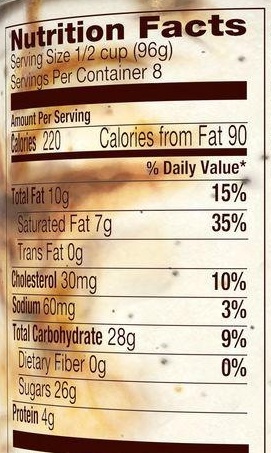 Nutrition Facts
Serving Size 1/2 cup (96g)
Servings Per Container 8
Amount Per Serving
Calories 220 Calories from Fat 90
% Daily Value*
Total Fat 10g 15%
Saturated Fat 7g 35%
Trans Fat 0g
Cholesterol 30mg 10%
Sodium 60mg 3%
Total Carbohydrate 28g 9%
Dietary Fiber 0g 0%
Sugars 26g
Protein 4g